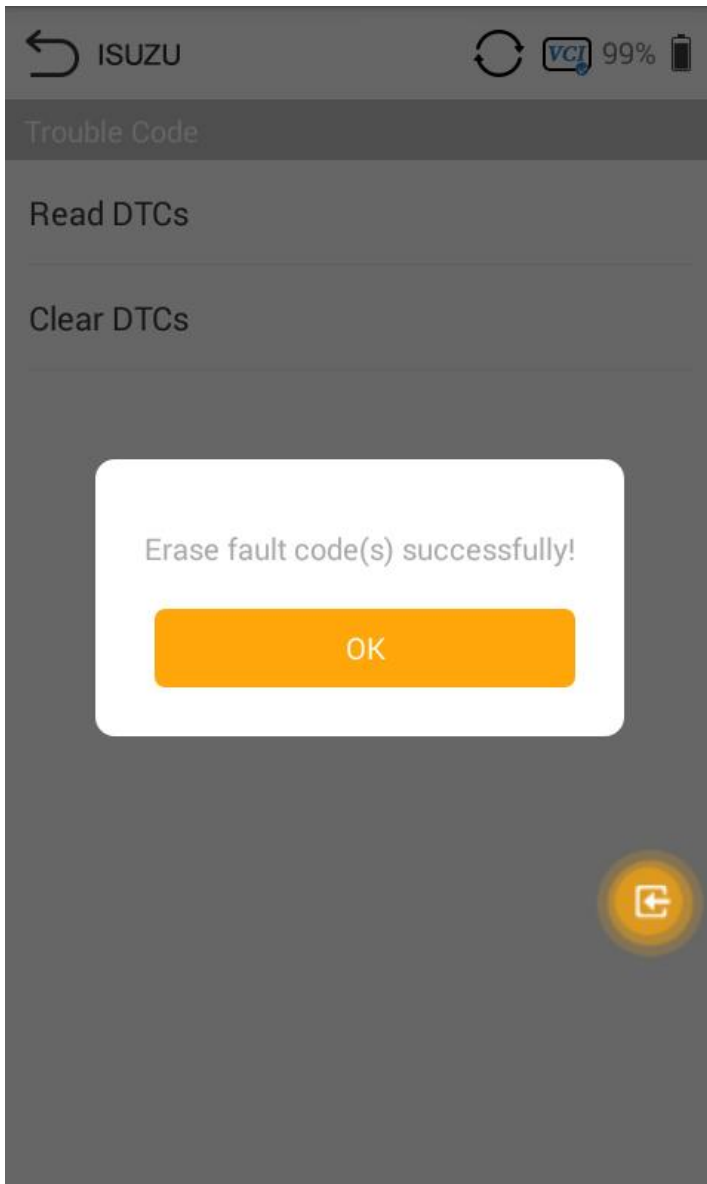 ISUZU
VCI 99%
Trouble Code
Read DTCs
Clear DTCs
Erase fault code(s) successfully!
OK